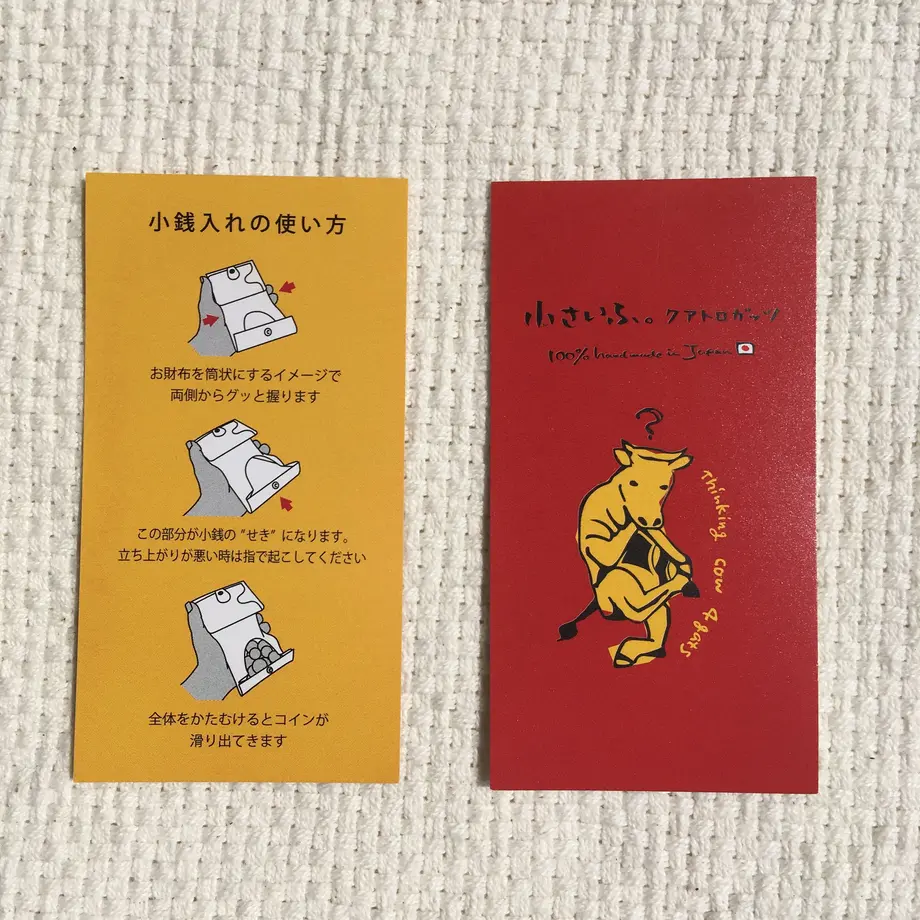 小銭入れの使い方
お財布を筒状にするイメージで
両側からグッと握ります
この部分が小銭の“せき”になります。
立ち上がりが悪い時は指で起こしてください
全体をかたむけるとコインが
滑り出てきます
小さいふ。クアトロガッツ
100% handmade in Japan
?
Thinking cow 4gats